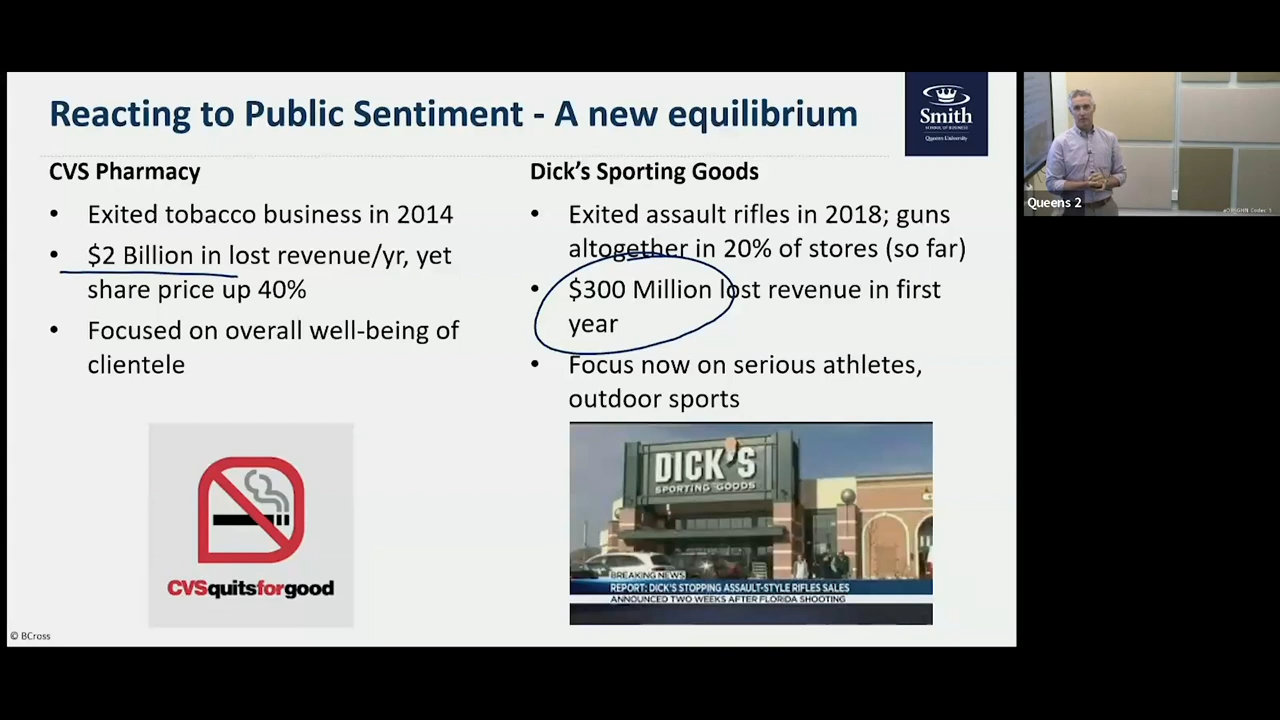 Reacting to Public Sentiment - A new equilibrium
Smith
SCHOOL OF BUSINESS
Queen's University
CVS Pharmacy
• Exited tobacco business in 2014
• $2 Billion in lost revenue/yr, yet
share price up 40%
• Focused on overall well-being of
clientele
CVSquitsforgood
Dick's Sporting Goods
• Exited assault rifles in 2018; guns
altogether in 20% of stores (so far)
• $300 Million lost revenue in first
year
• Focus now on serious athletes,
outdoor sports
DICK'S
SPORTING GOODS
BREAKING NEWS
REPORT: DICK'S STOPPING ASSAULT-STYLE RIFLES SALES
ANNOUNCED TWO WEEKS AFTER FLORIDA SHOOTING
© BCross
Queens 2